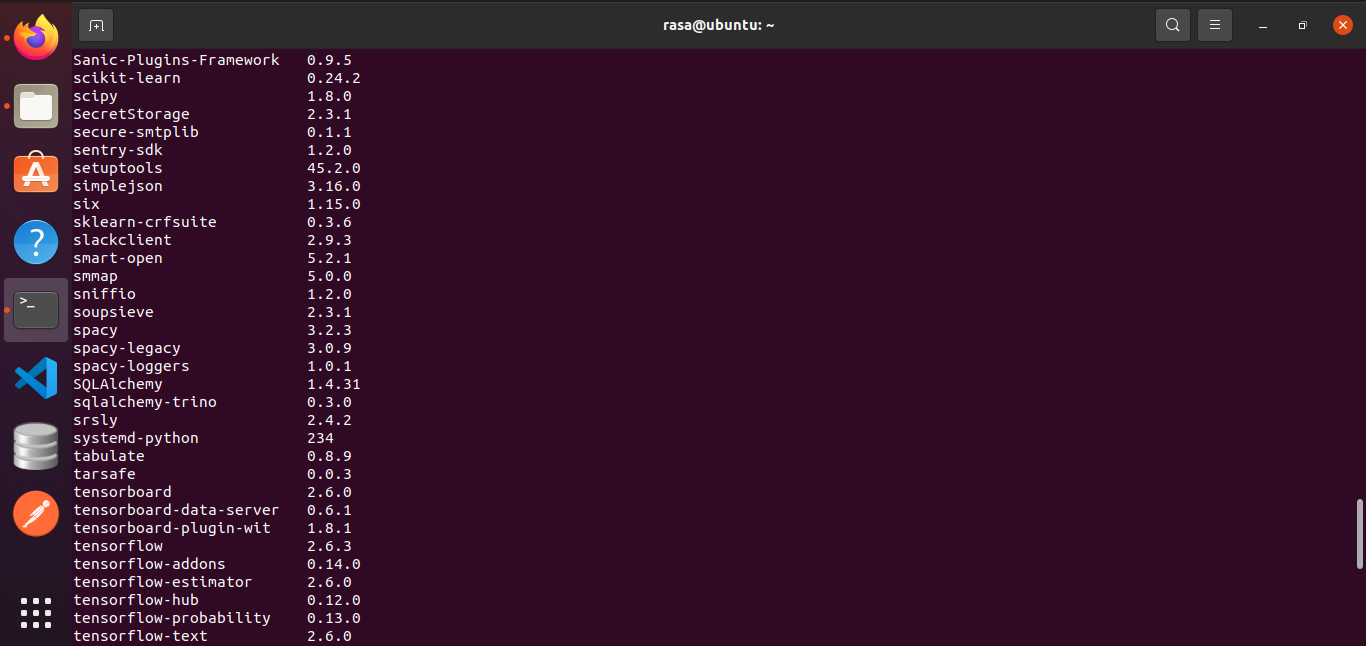 rasa@ubuntu: ~
Sanic-Plugins-Framework 0.9.5
scikit-learn 0.24.2
scipy 1.8.0
SecretStorage 2.3.1
secure-smtplib 0.1.1
sentry-sdk 1.2.0
setuptools 45.2.0
simplejson 3.16.0
six 1.15.0
sklearn-crfsuite 0.3.6
slackclient 2.9.3
smart-open 5.2.1
smmap 5.0.0
sniffio 1.2.0
soupsieve 2.3.1
spacy 3.2.3
spacy-legacy 3.0.9
spacy-loggers 1.0.1
SQLAlchemy 1.4.31
sqlalchemy-trino 0.3.0
srsly 2.4.2
systemd-python 234
tabulate 0.8.9
tarsafe 0.0.3
tensorboard 2.6.0
tensorboard-data-server 0.6.1
tensorboard-plugin-wit 1.8.1
tensorflow 2.6.3
tensorflow-addons 0.14.0
tensorflow-estimator 2.6.0
tensorflow-hub 0.12.0
tensorflow-probability 0.13.0
tensorflow-text 2.6.0